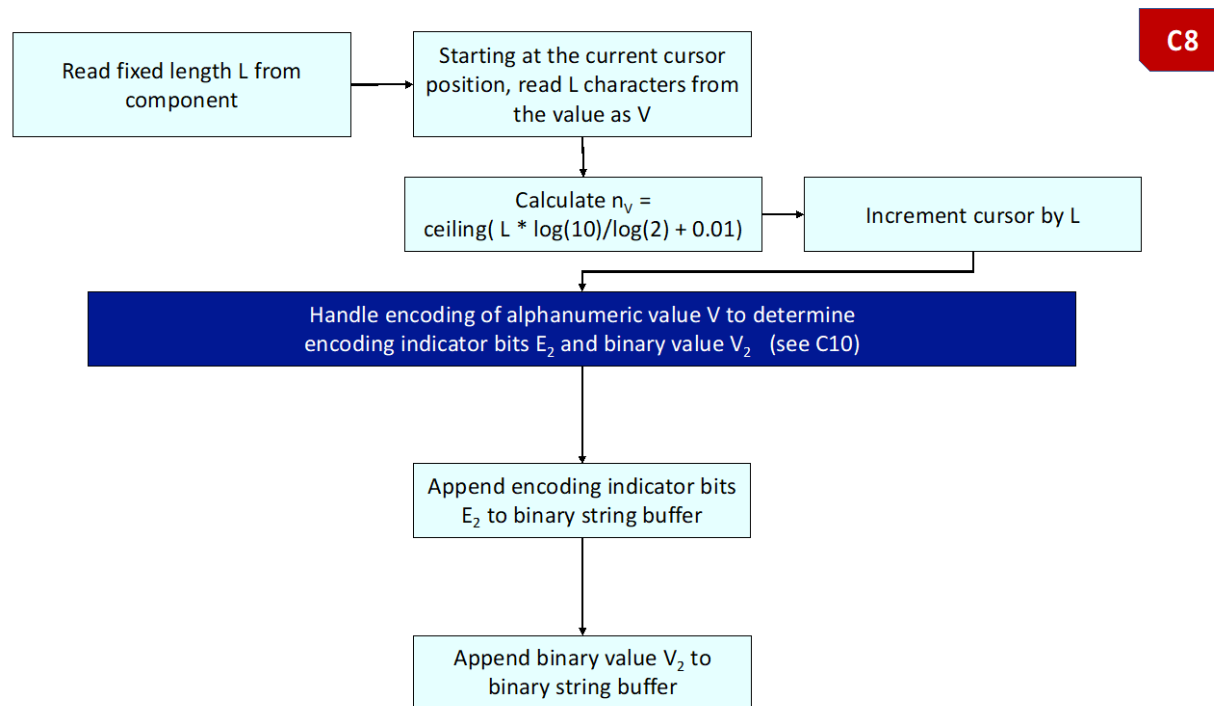 C8
Read fixed length L from
component
Starting at the current cursor
position, read L characters from
the value as V
Calculate nV =
ceiling( L * log(10)/log(2) + 0.01)
Increment cursor by L
Handle encoding of alphanumeric value V to determine
encoding indicator bits E2 and binary value V2 (see C10)
Append encoding indicator bits
E2 to binary string buffer
Append binary value V2 to
binary string buffer